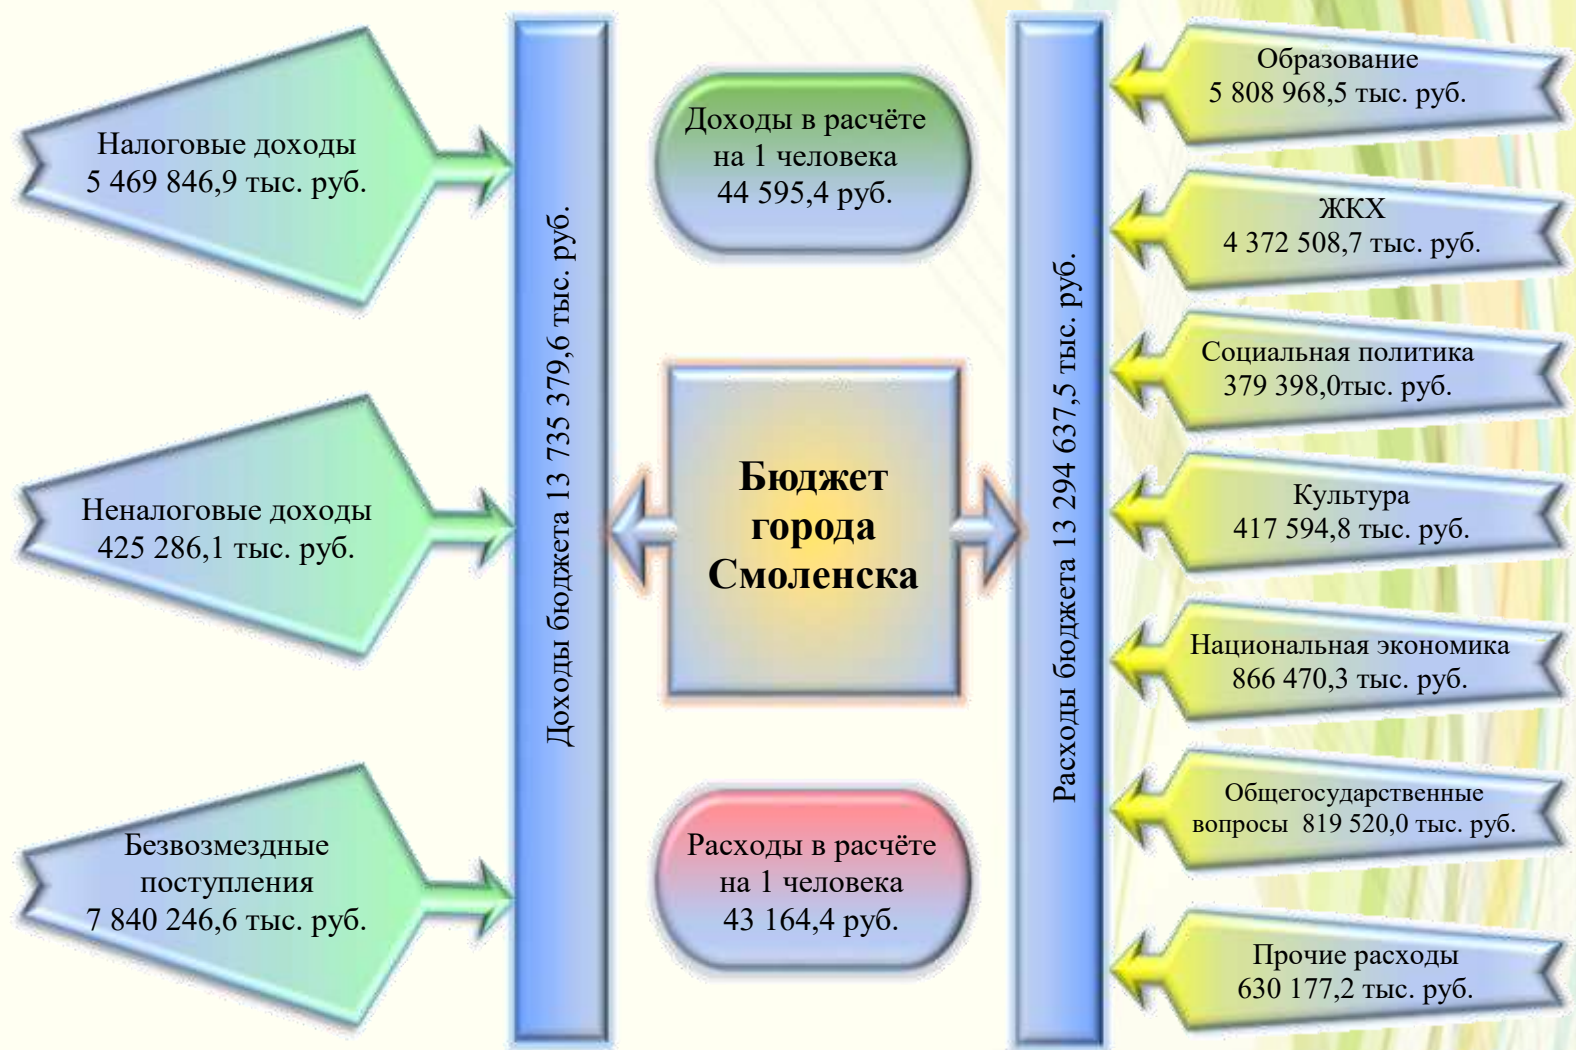 Налоговые доходы
5 469 846,9 тыс. руб.
Неналоговые доходы
425 286,1 тыс. руб.
Безвозмездные
поступления
7 840 246,6 тыс. руб.
Доходы бюджета 13 735 379,6 тыс. руб.
Доходы в расчёте
на 1 человека
44 595,4 руб.
Бюджет
города
Смоленска
Расходы в расчёте
на 1 человека
43 164,4 руб.
Расходы бюджета 13 294 637,5 тыс. руб.
Образование
5 808 968,5 тыс. руб.
ЖКХ
4 372 508,7 тыс. руб.
Социальная политика
379 398,0тыс. руб.
Культура
417 594,8 тыс. руб.
Национальная экономика
866 470,3 тыс. руб.
Общегосударственные
вопросы 819 520,0 тыс. руб.
Прочие расходы
630 177,2 тыс. руб.